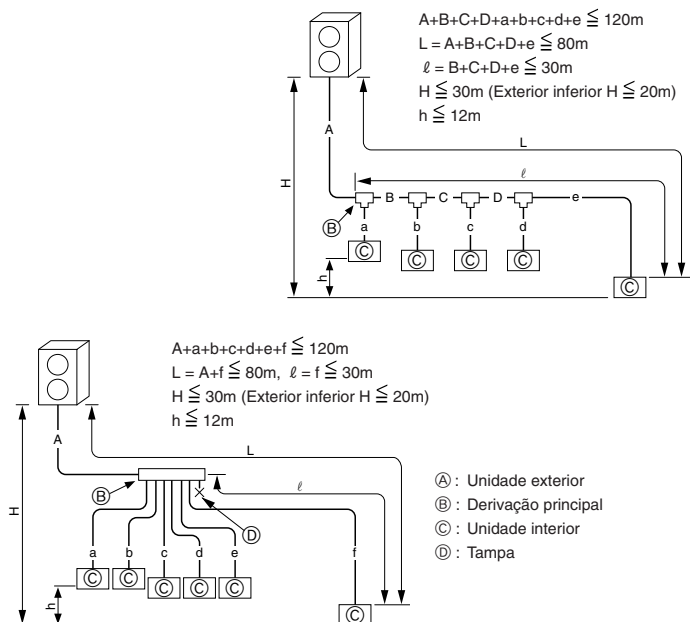 A+B+C+D+a+b+c+d+e ≦ 120m
L = A+B+C+D+e ≦ 80m
ℓ = B+C+D+e ≦ 30m
H ≦ 30m (Exterior inferior H ≦ 20m)
h ≦ 12m
A
L
H
ℓ
B C D e
Ⓑ
a b c d
Ⓒ Ⓒ Ⓒ Ⓒ
h
Ⓒ
A+a+b+c+d+e+f ≦ 120m
L = A+f ≦ 80m, ℓ = f ≦ 30m
H ≦ 30m (Exterior inferior H ≦ 20m)
h ≦ 12m
A
L
H
Ⓑ
ℓ
Ⓓ
a b c d e f
Ⓒ Ⓒ Ⓒ Ⓒ Ⓒ
h
Ⓒ
Ⓐ : Unidade exterior
Ⓑ : Derivação principal
Ⓒ : Unidade interior
Ⓓ : Tampa